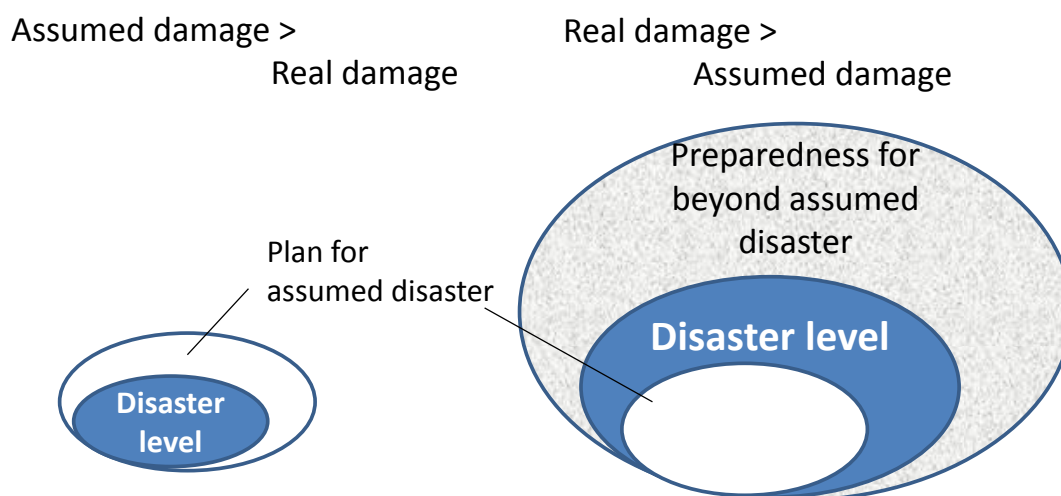 Assumed damage >
Real damage
Real damage >
Assumed damage
Preparedness for
beyond assumed
disaster
Plan for
assumed disaster
Disaster level
Disaster
level